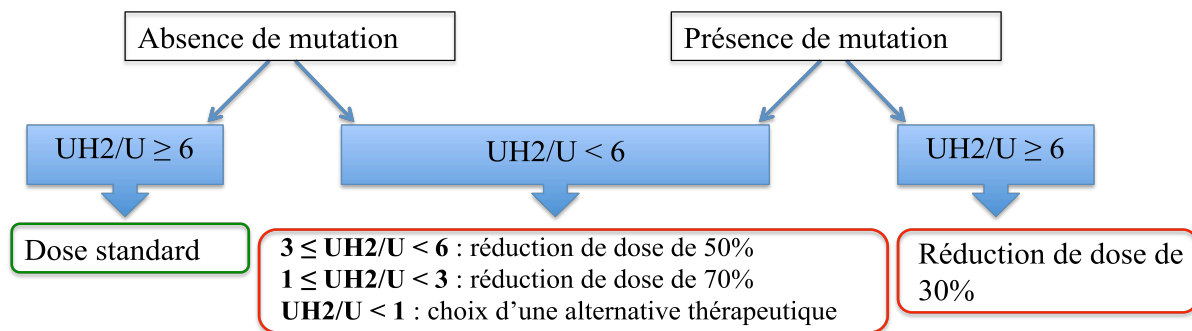 Absence de mutation
Présence de mutation
UH2/U ≥ 6
UH2/U < 6
UH2/U ≥ 6
Dose standard
3 ≤ UH2/U < 6 : réduction de dose de 50%
1 ≤ UH2/U < 3 : réduction de dose de 70%
UH2/U < 1 : choix d’une alternative thérapeutique
Réduction de dose de
30%